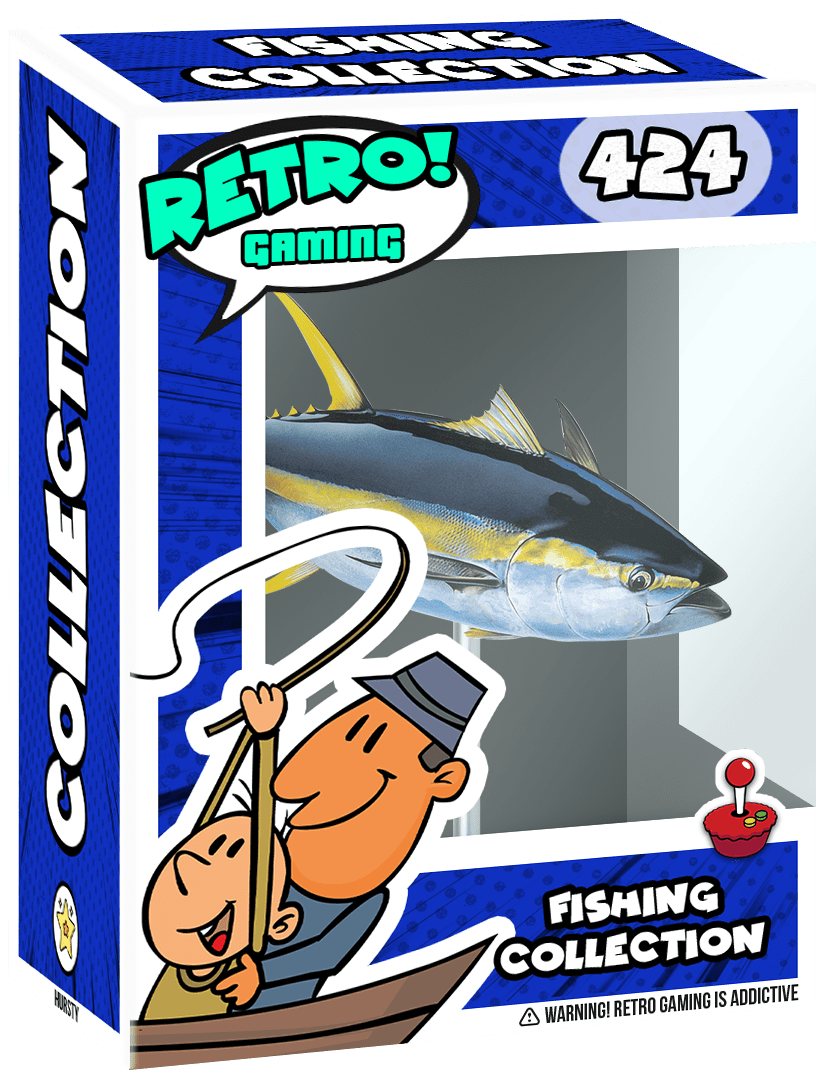 FISHING
COLLECTION
RETRO!
GAMING
424
COLLECTION
FISHING
COLLECTION
WARNING! RETRO GAMING IS ADDICTIVE
HURSTY